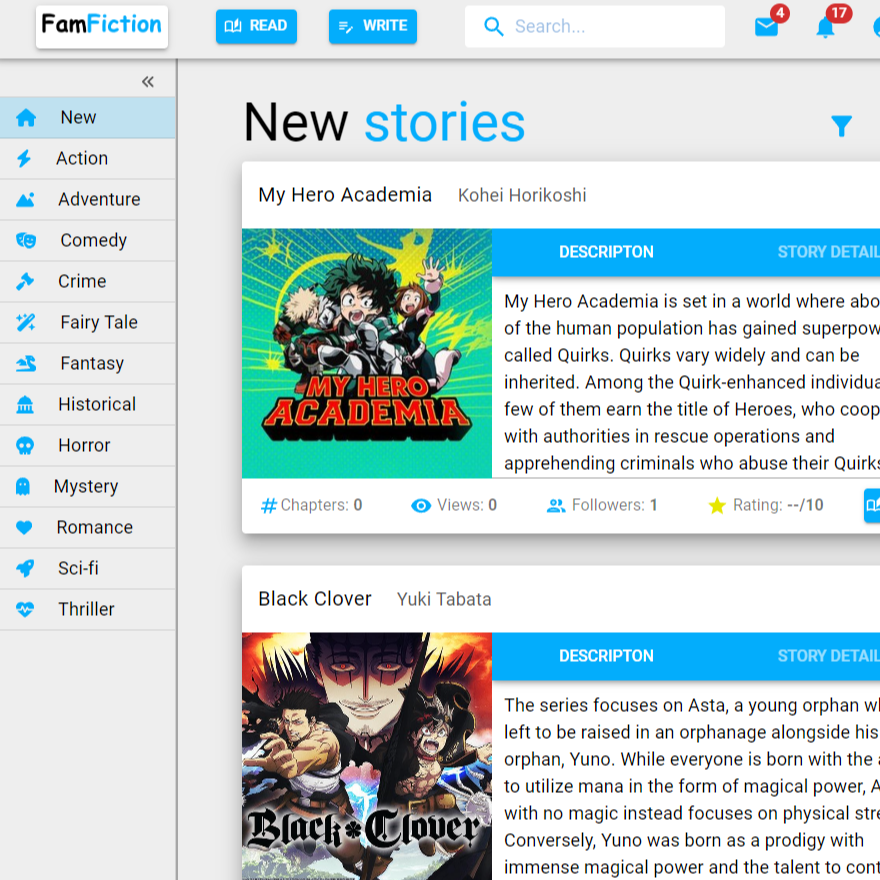 FamFiction
READ
WRITE
Search...
4
17
«
New
Action
Adventure
Comedy
Crime
Fairy Tale
Fantasy
Historical
Horror
Mystery
Romance
Sci-fi
Thriller
New stories
My Hero Academia Kohei Horikoshi
MY HERO
ACADEMIA
DESCRIPTON STORY DETAIL
My Hero Academia is set in a world where abo
of the human population has gained superpow
called Quirks. Quirks vary widely and can be
inherited. Among the Quirk-enhanced individua
few of them earn the title of Heroes, who coop
with authorities in rescue operations and
apprehending criminals who abuse their Quirks
# Chapters: 0 Views: 0 Followers: 1 Rating: --/10
Black Clover Yuki Tabata
Black Clover
DESCRIPTON STORY DETAIL
The series focuses on Asta, a young orphan wh
left to be raised in an orphanage alongside his
orphan, Yuno. While everyone is born with the a
to utilize mana in the form of magical power, A
with no magic instead focuses on physical stre
Conversely, Yuno was born as a prodigy with
immense magical power and the talent to cont